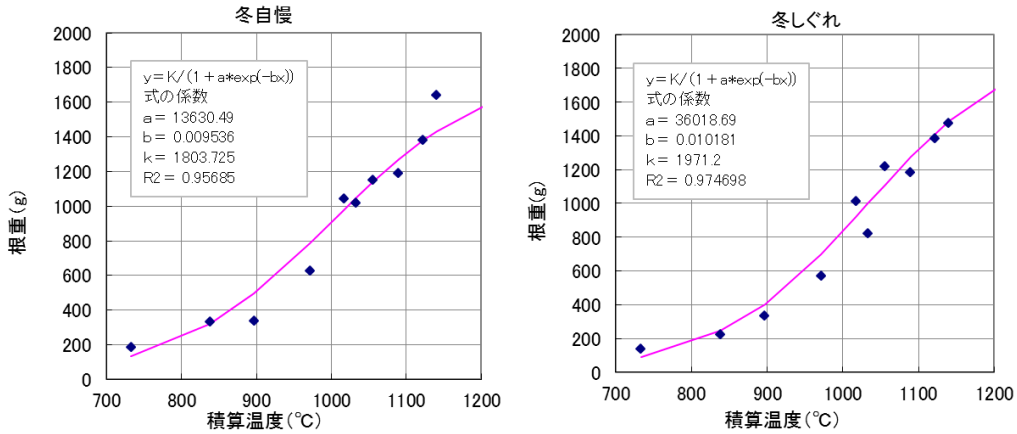 冬自慢
2000
1800
1600
1400
1200
1000
800
600
400
200
0
根重(g)
y=K/(1+a*exp(-bx))
式の係数
a= 13630.49
b= 0.009536
k= 1803.725
R2= 0.95685
700 800 900 1000 1100 1200
積算温度(℃)
冬しぐれ
2000
1800
1600
1400
1200
1000
800
600
400
200
0
根重(g)
y=K/(1+a*exp(-bx))
式の係数
a= 36018.69
b= 0.010181
k= 1971.2
R2= 0.974698
700 800 900 1000 1100 1200
積算温度(℃)